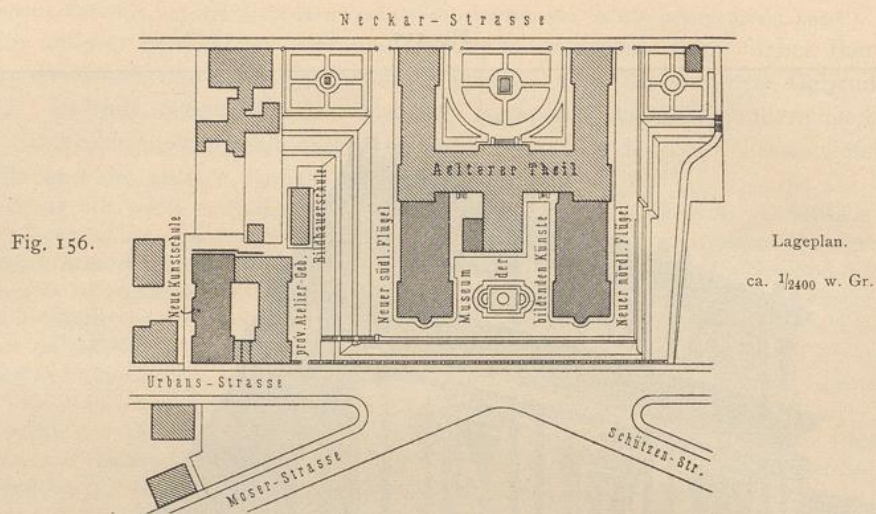 Neckar-Strasse
Aelterer Theil
Bildhauerschule
Neue Kunstschule
prov. Atelier-Geb.
Neuer südl. Flügel
Museum
der
bildenden Künste
Neuer nördl. Flügel
Fig. 156.
Lageplan.
ca. 1/2400 w. Gr.
Urbans-Strasse
Moser-Strasse
Schützen-Str.